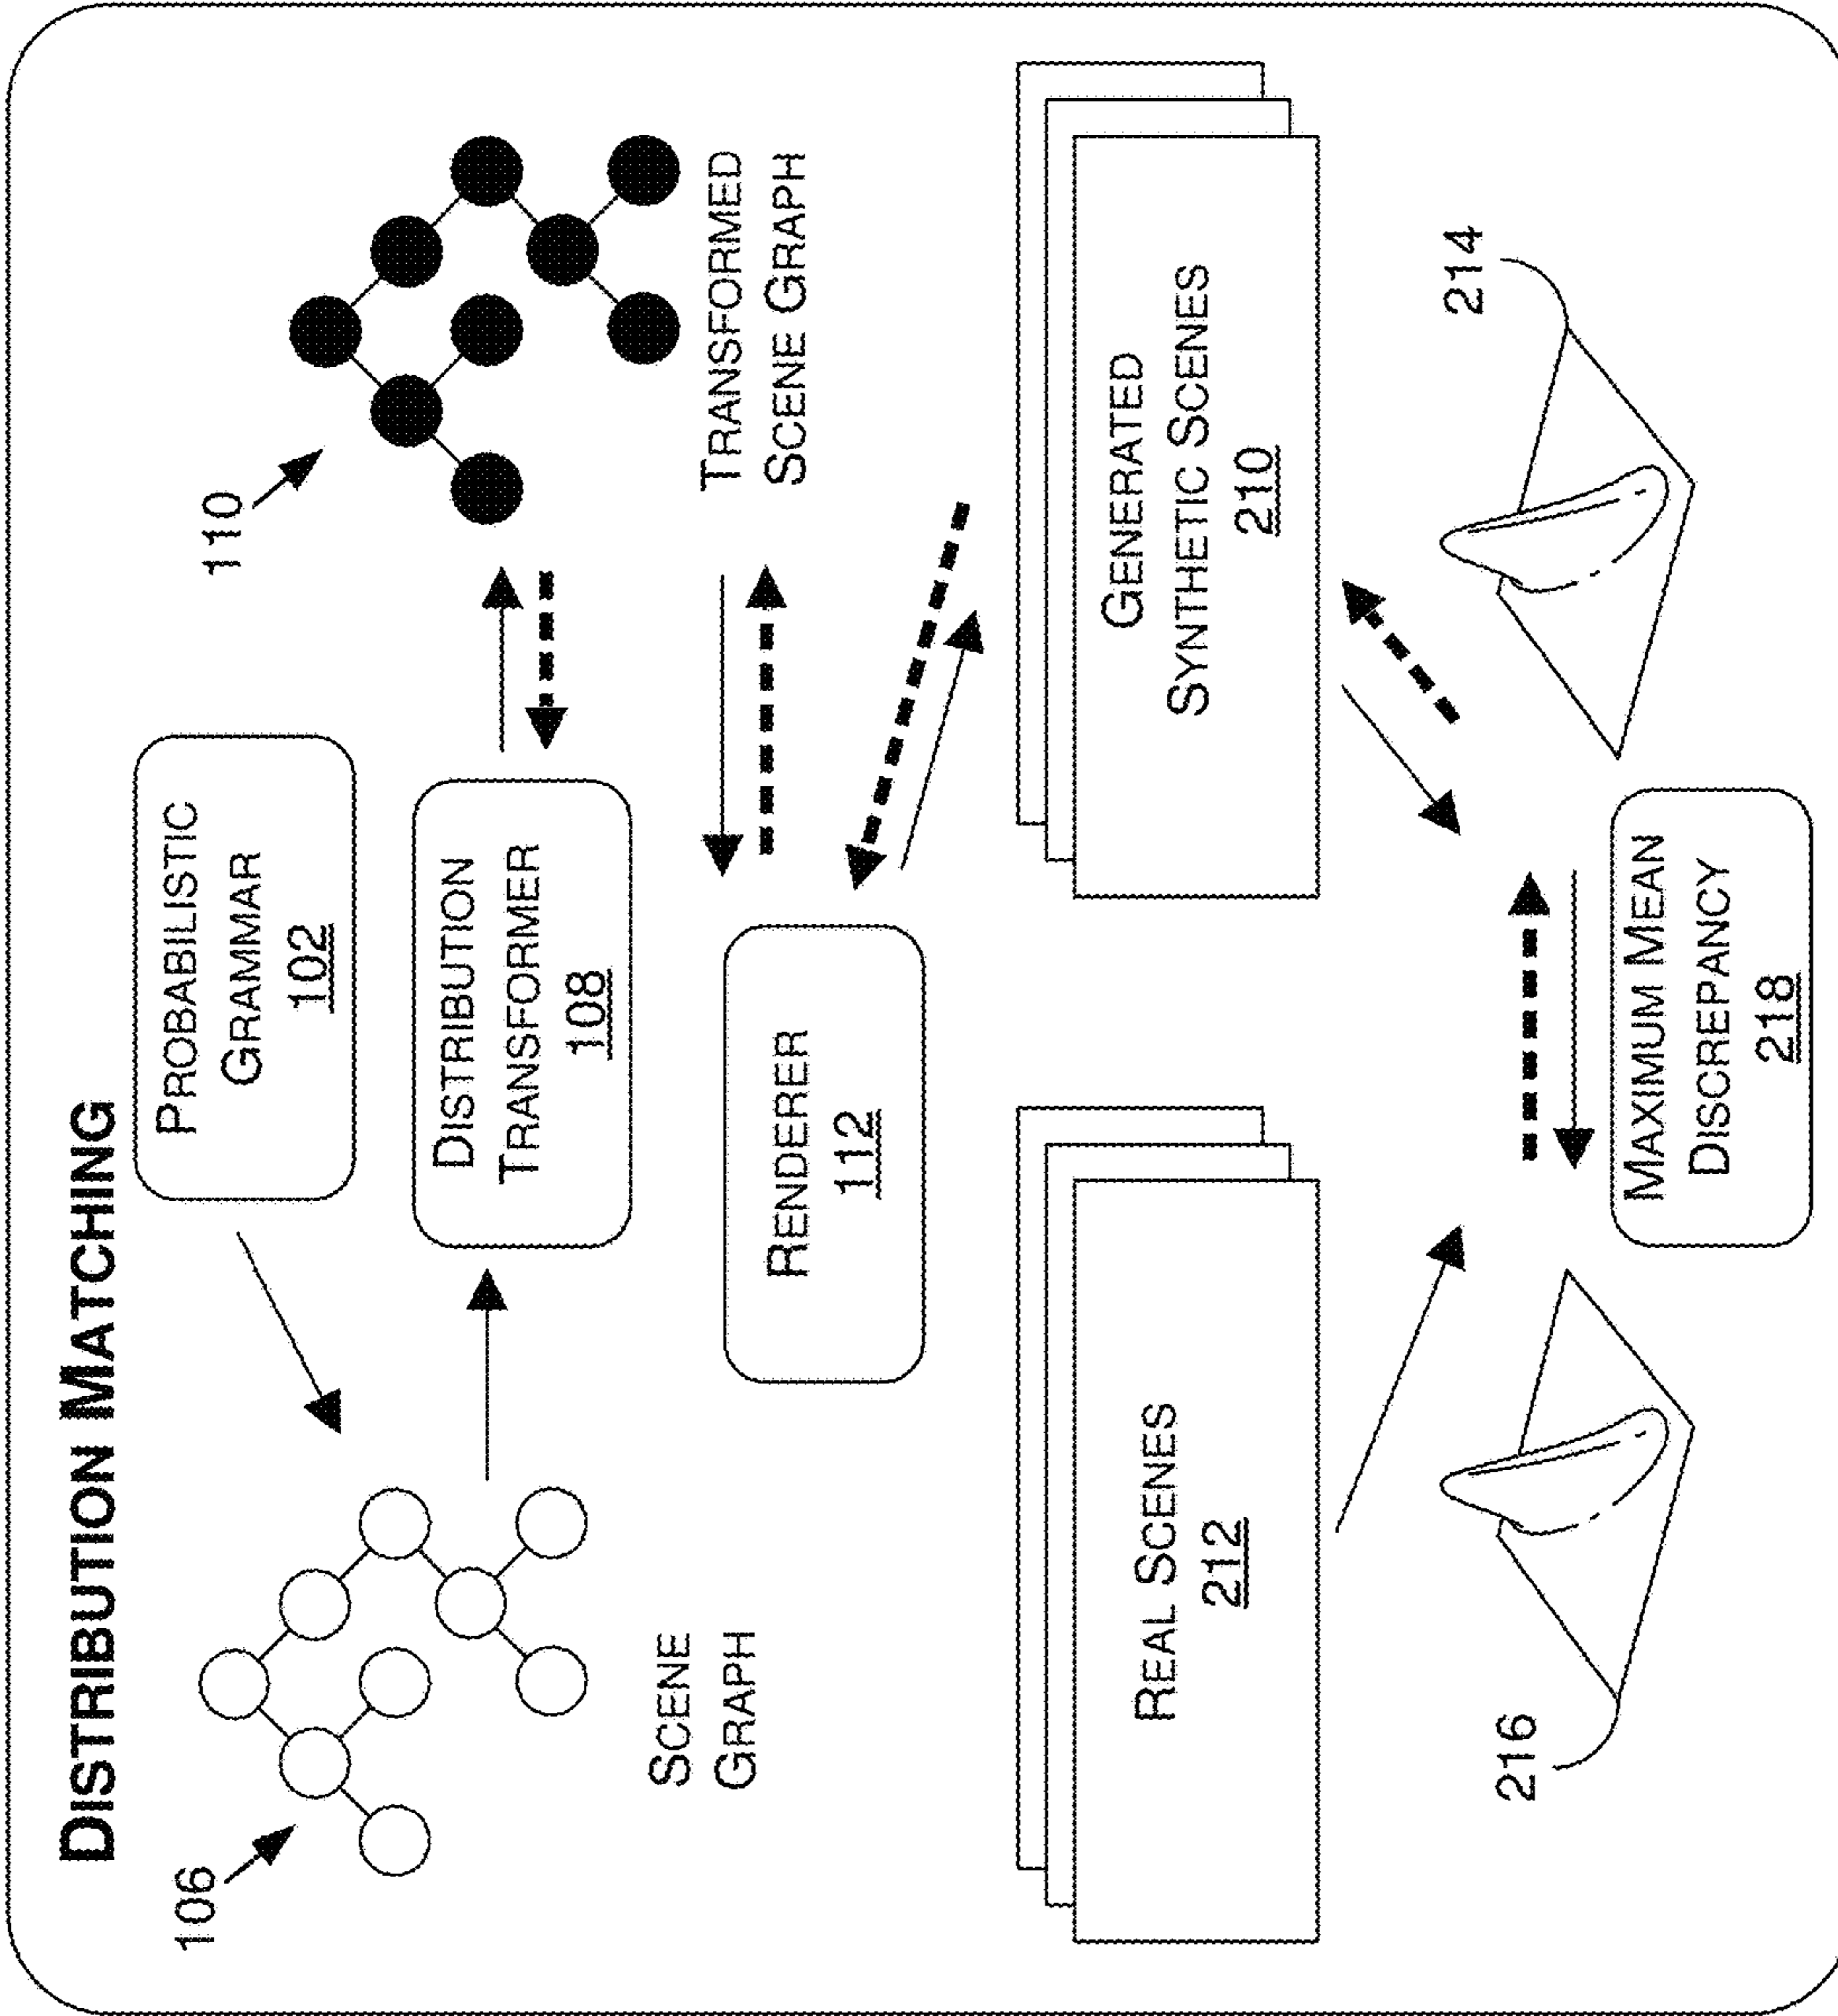 DISTRIBUTION MATCHING
106
PROBABILISTIC
GRAMMAR
102
110
DISTRIBUTION
TRANSFORMER
108
SCENE
GRAPH
RENDERER
112
TRANSFORMED
SCENE GRAPH
REAL SCENES
212
GENERATED
SYNTHETIC SCENES
210
216
214
MAXIMUM MEAN
DISCREPANCY
218